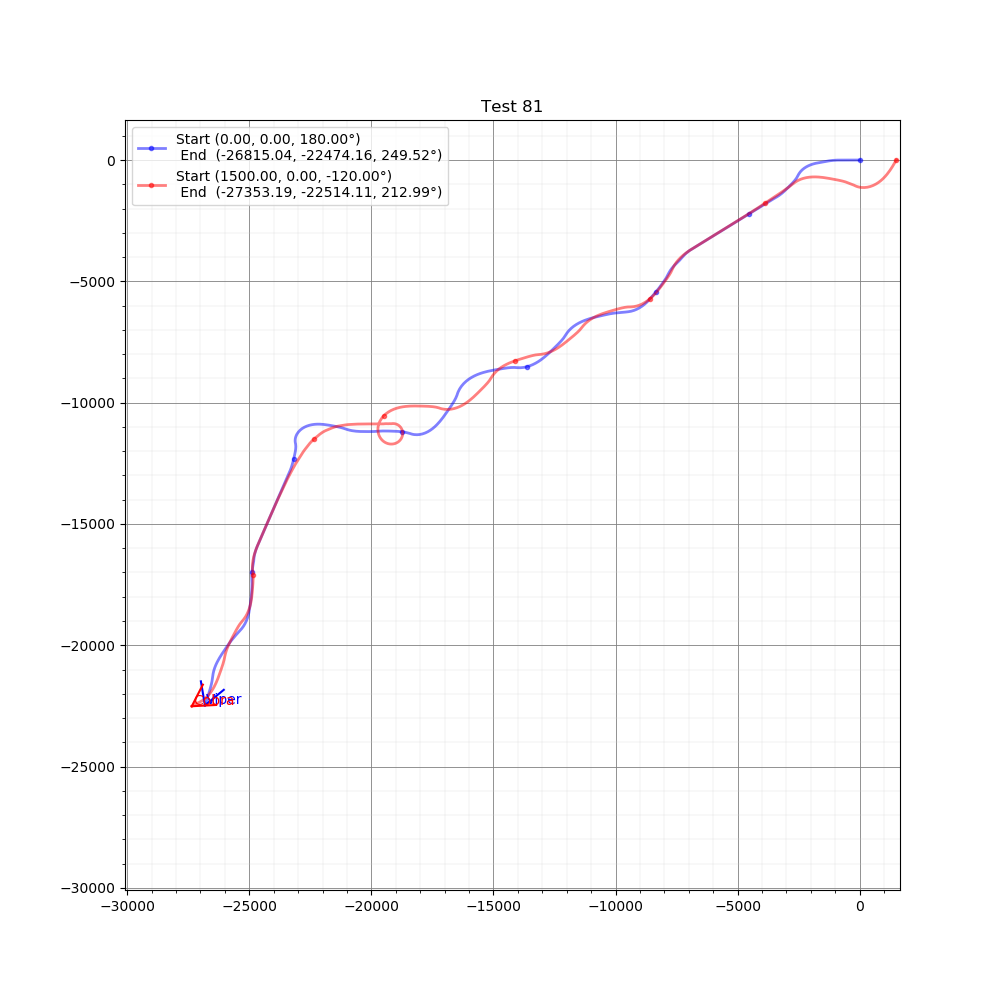 Test 81
Start (0.00, 0.00, 180.00°)
End (-26815.04, -22474.16, 249.52°)
Start (1500.00, 0.00, -120.00°)
End (-27353.19, -22514.11, 212.99°)
0
−5000
−10000
−15000
−20000
−25000
−30000
−30000 −25000 −20000 −15000 −10000 −5000 0